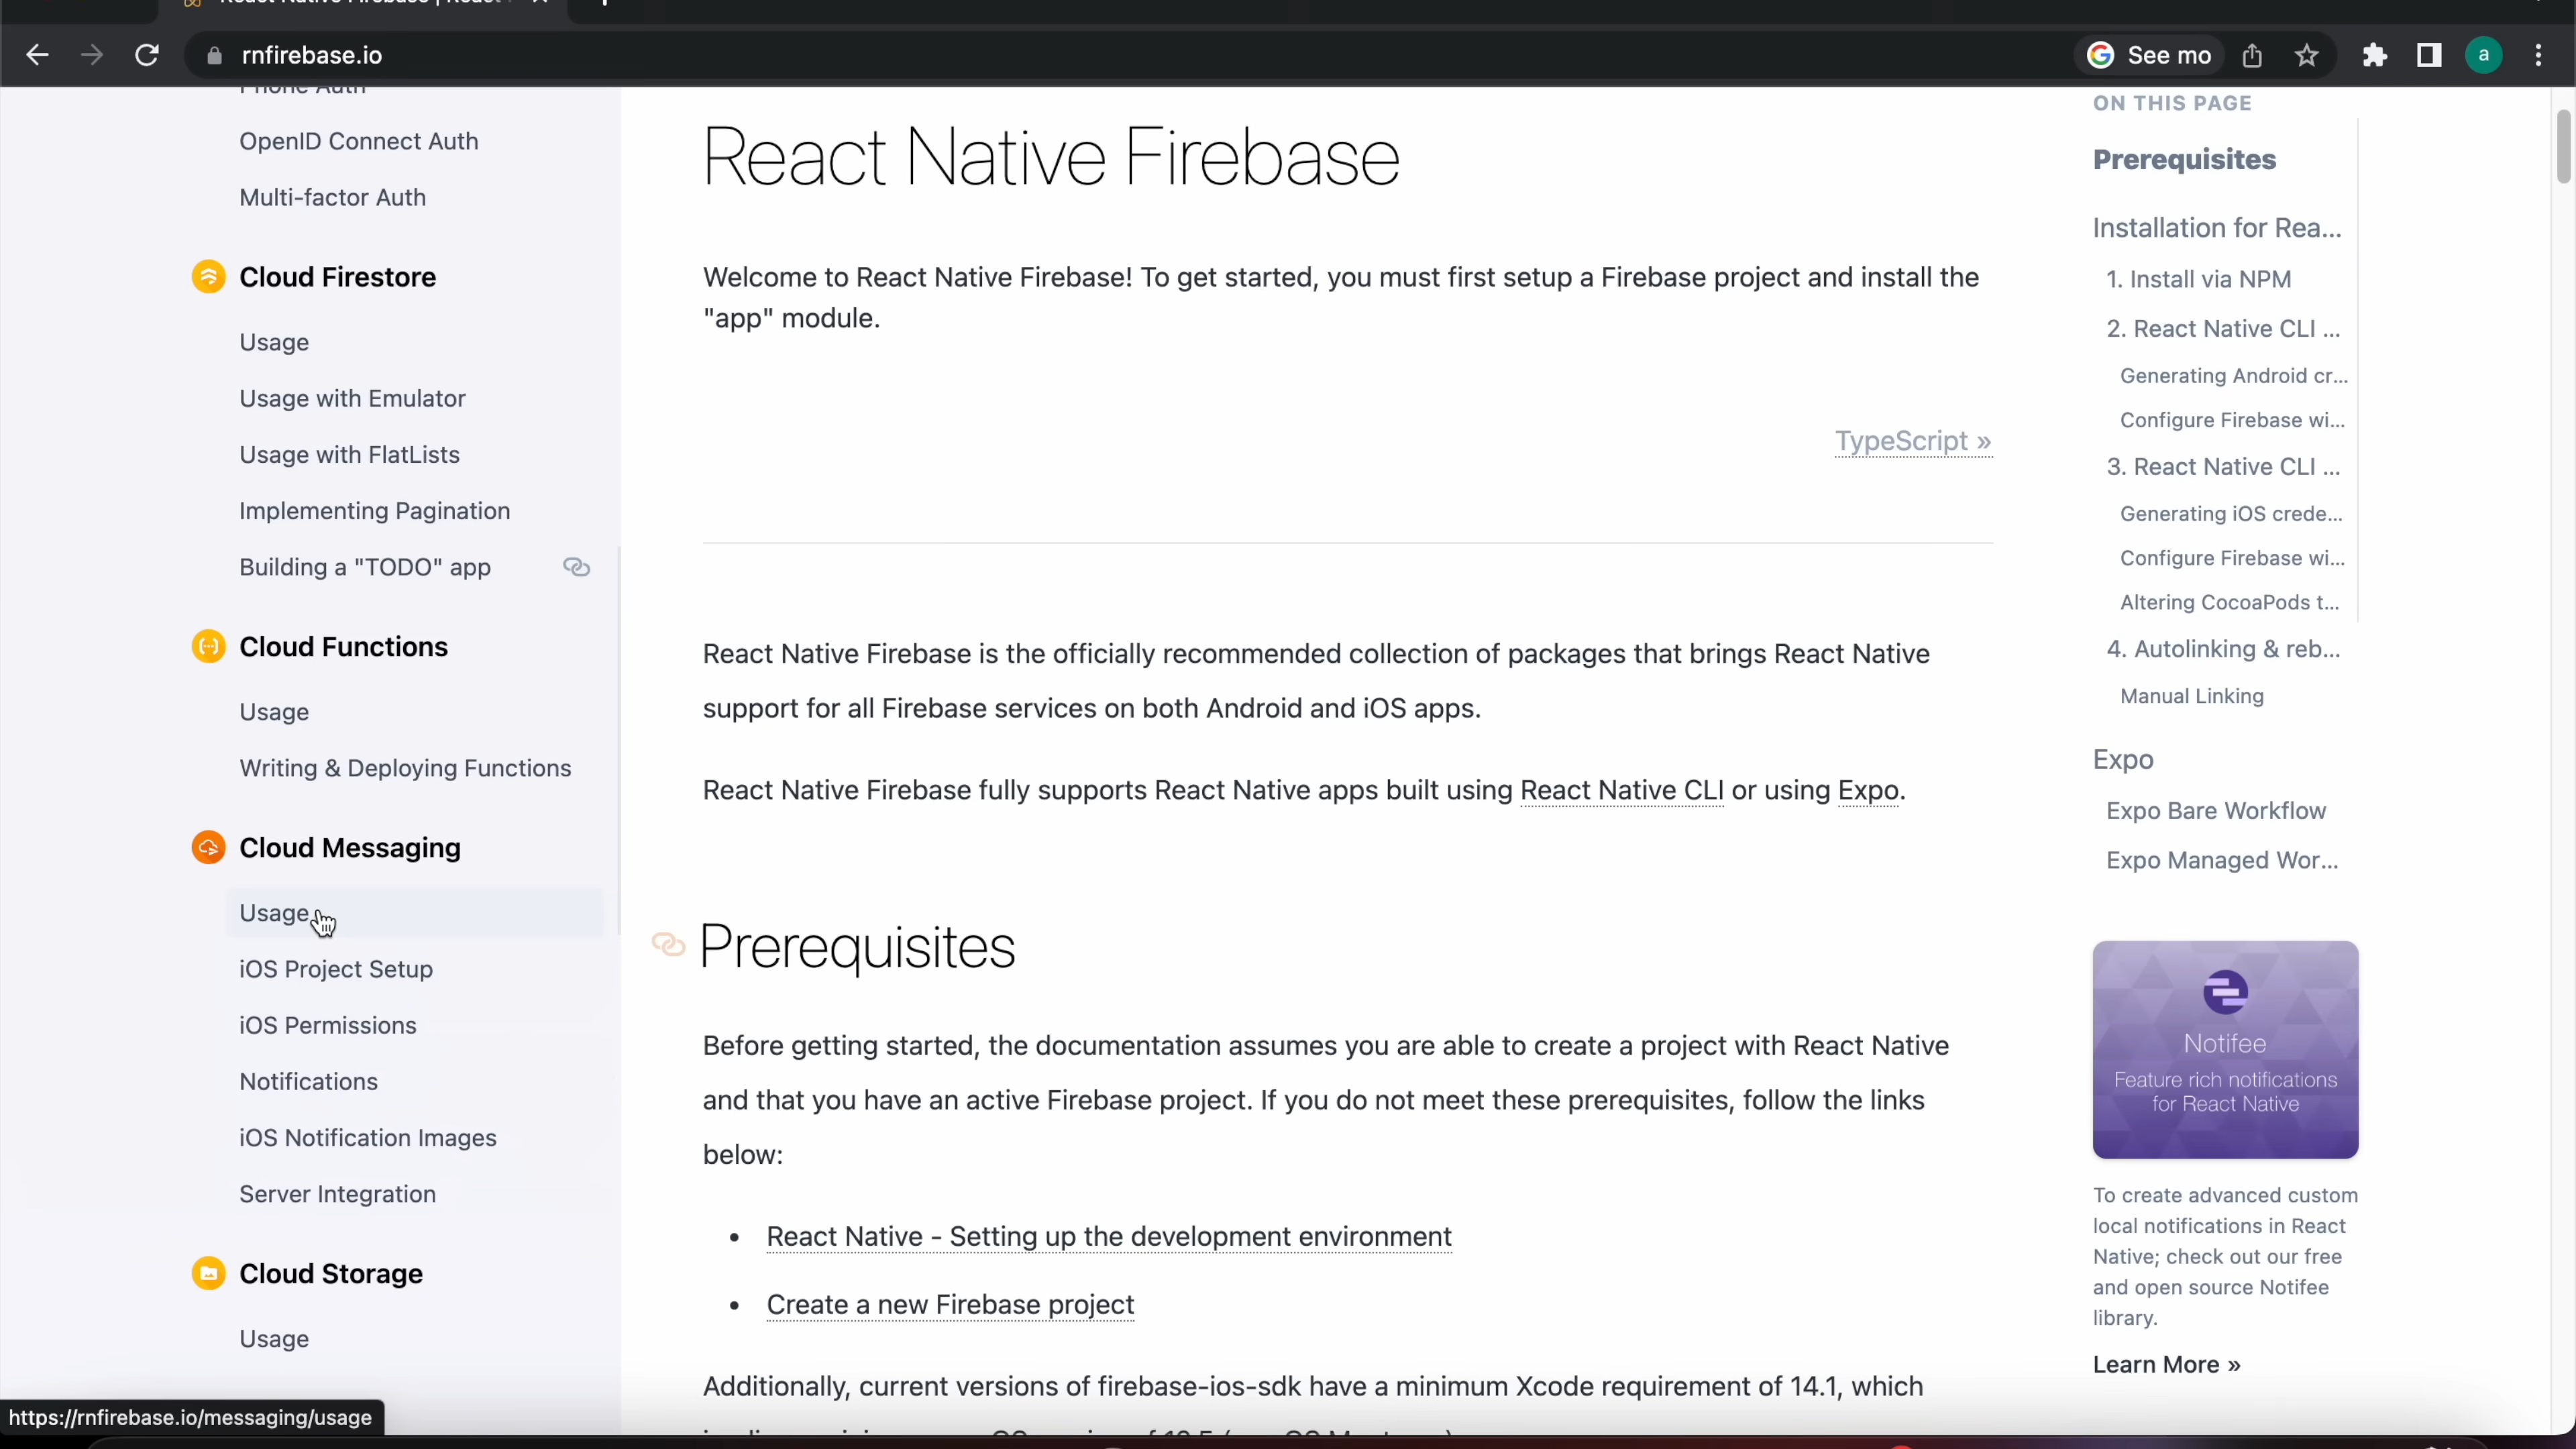 rnfirebase.io
See mo
a
Phone Auth
OpenID Connect Auth
Multi-factor Auth
Cloud Firestore
Usage
Usage with Emulator
Usage with FlatLists
Implementing Pagination
Building a "TODO" app
Cloud Functions
Usage
Writing & Deploying Functions
Cloud Messaging
Usage
iOS Project Setup
iOS Permissions
Notifications
iOS Notification Images
Server Integration
Cloud Storage
Usage
https://rnfirebase.io/messaging/usage
React Native Firebase
Welcome to React Native Firebase! To get started, you must first setup a Firebase project and install the
"app" module.
TypeScript »
React Native Firebase is the officially recommended collection of packages that brings React Native
support for all Firebase services on both Android and iOS apps.
React Native Firebase fully supports React Native apps built using React Native CLI or using Expo.
Prerequisites
Before getting started, the documentation assumes you are able to create a project with React Native
and that you have an active Firebase project. If you do not meet these prerequisites, follow the links
below:
• React Native - Setting up the development environment
• Create a new Firebase project
Additionally, current versions of firebase-ios-sdk have a minimum Xcode requirement of 14.1, which
ON THIS PAGE
Prerequisites
Installation for Rea...
1. Install via NPM
2. React Native CLI ...
Generating Android cr...
Configure Firebase wi...
3. React Native CLI ...
Generating iOS crede...
Configure Firebase wi...
Altering CocoaPods t...
4. Autolinking & reb...
Manual Linking
Expo
Expo Bare Workflow
Expo Managed Wor...
Notifee
Feature rich notifications
for React Native
To create advanced custom
local notifications in React
Native; check out our free
and open source Notifee
library.
Learn More »